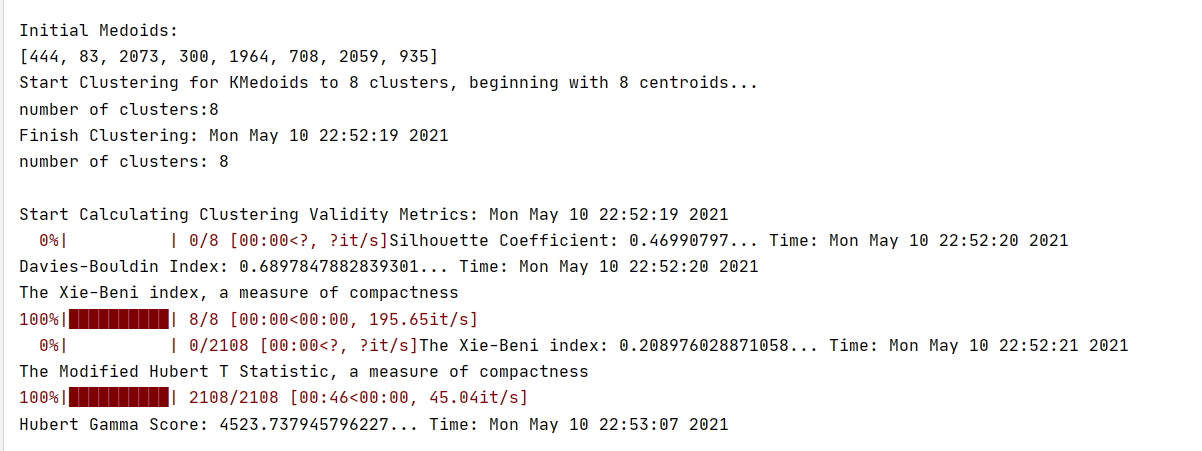 Initial Medoids:
[444, 83, 2073, 300, 1964, 708, 2059, 935]
Start Clustering for KMedoids to 8 clusters, beginning with 8 centroids...
number of clusters:8
Finish Clustering: Mon May 10 22:52:19 2021
number of clusters: 8
Start Calculating Clustering Validity Metrics: Mon May 10 22:52:19 2021
  0%|          | 0/8 [00:00<?, ?it/s]Silhouette Coefficient: 0.46990797... Time: Mon May 10 22:52:20 2021
Davies-Bouldin Index: 0.6897847882839301... Time: Mon May 10 22:52:20 2021
The Xie-Beni index, a measure of compactness
100%|██████████| 8/8 [00:00<00:00, 195.65it/s]
  0%|          | 0/2108 [00:00<?, ?it/s]The Xie-Beni index: 0.208976028871058... Time: Mon May 10 22:52:21 2021
The Modified Hubert T Statistic, a measure of compactness
100%|██████████| 2108/2108 [00:46<00:00, 45.04it/s]
Hubert Gamma Score: 4523.737945796227... Time: Mon May 10 22:53:07 2021